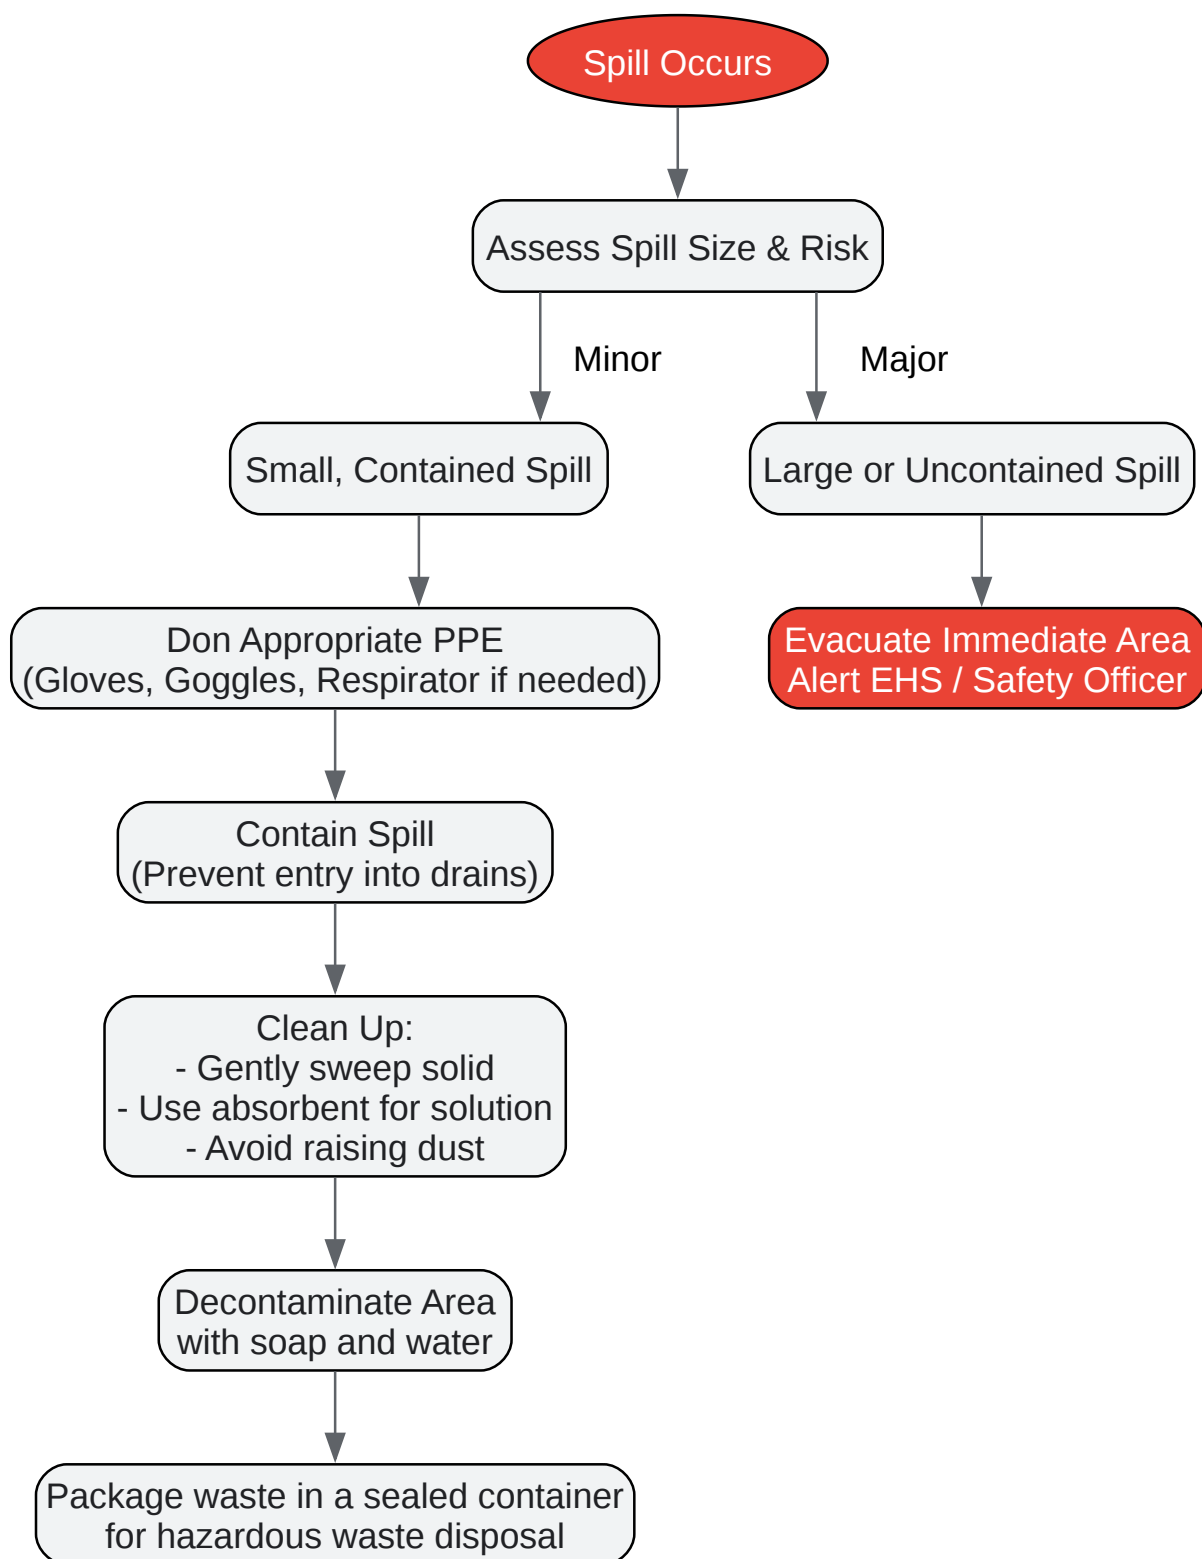 Spill Occurs
Assess Spill Size & Risk
Minor
Major
Small, Contained Spill
Large or Uncontained Spill
Don Appropriate PPE
(Gloves, Goggles, Respirator if needed)
Evacuate Immediate Area
Alert EHS / Safety Officer
Contain Spill
(Prevent entry into drains)
Clean Up:
- Gently sweep solid
- Use absorbent for solution
- Avoid raising dust
Decontaminate Area
with soap and water
Package waste in a sealed container
for hazardous waste disposal